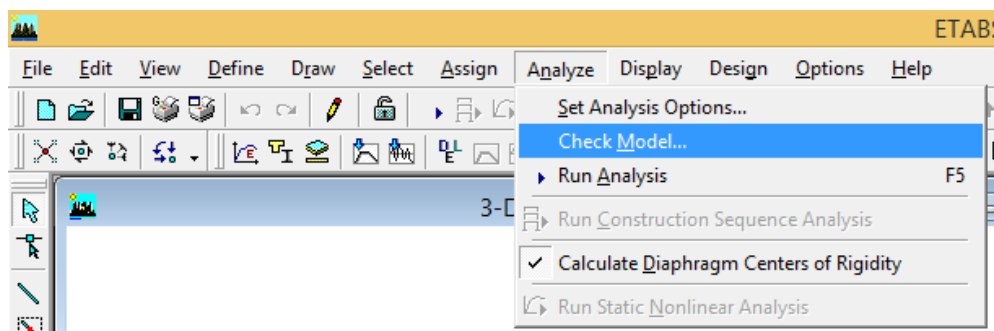 ETABS
File Edit View Define Draw Select Assign Analyze Display Design Options Help
Set Analysis Options...
Check Model...
Run Analysis F5
3-D
Run Construction Sequence Analysis
Calculate Diaphragm Centers of Rigidity
Run Static Nonlinear Analysis